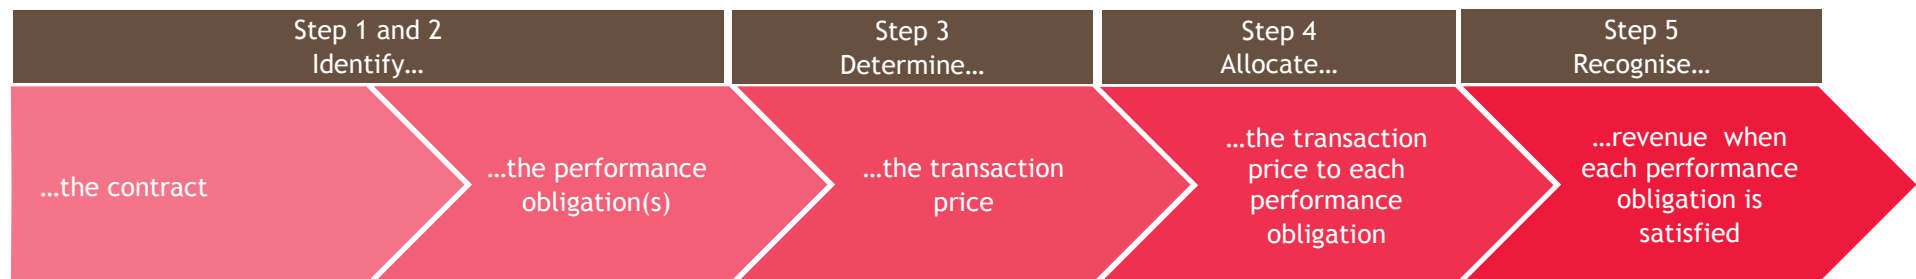 Step 1 and 2
Identify…
Step 3
Determine…
Step 4
Allocate…
Step 5
Recognise…
…the contract
…the performance
obligation(s)
…the transaction
price
…the transaction
price to each
performance
obligation
…revenue  when
each performance
obligation is
satisfied